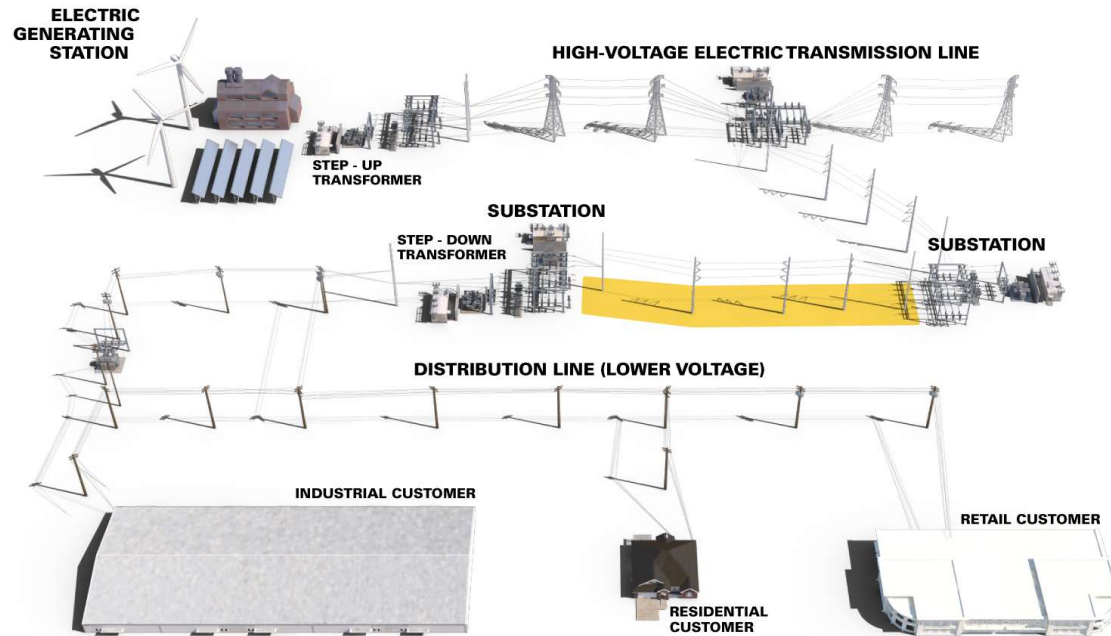 ELECTRIC
GENERATING
STATION
HIGH-VOLTAGE ELECTRIC TRANSMISSION LINE
STEP - UP
TRANSFORMER
SUBSTATION
STEP - DOWN
TRANSFORMER
SUBSTATION
DISTRIBUTION LINE (LOWER VOLTAGE)
INDUSTRIAL CUSTOMER
RETAIL CUSTOMER
RESIDENTIAL
CUSTOMER